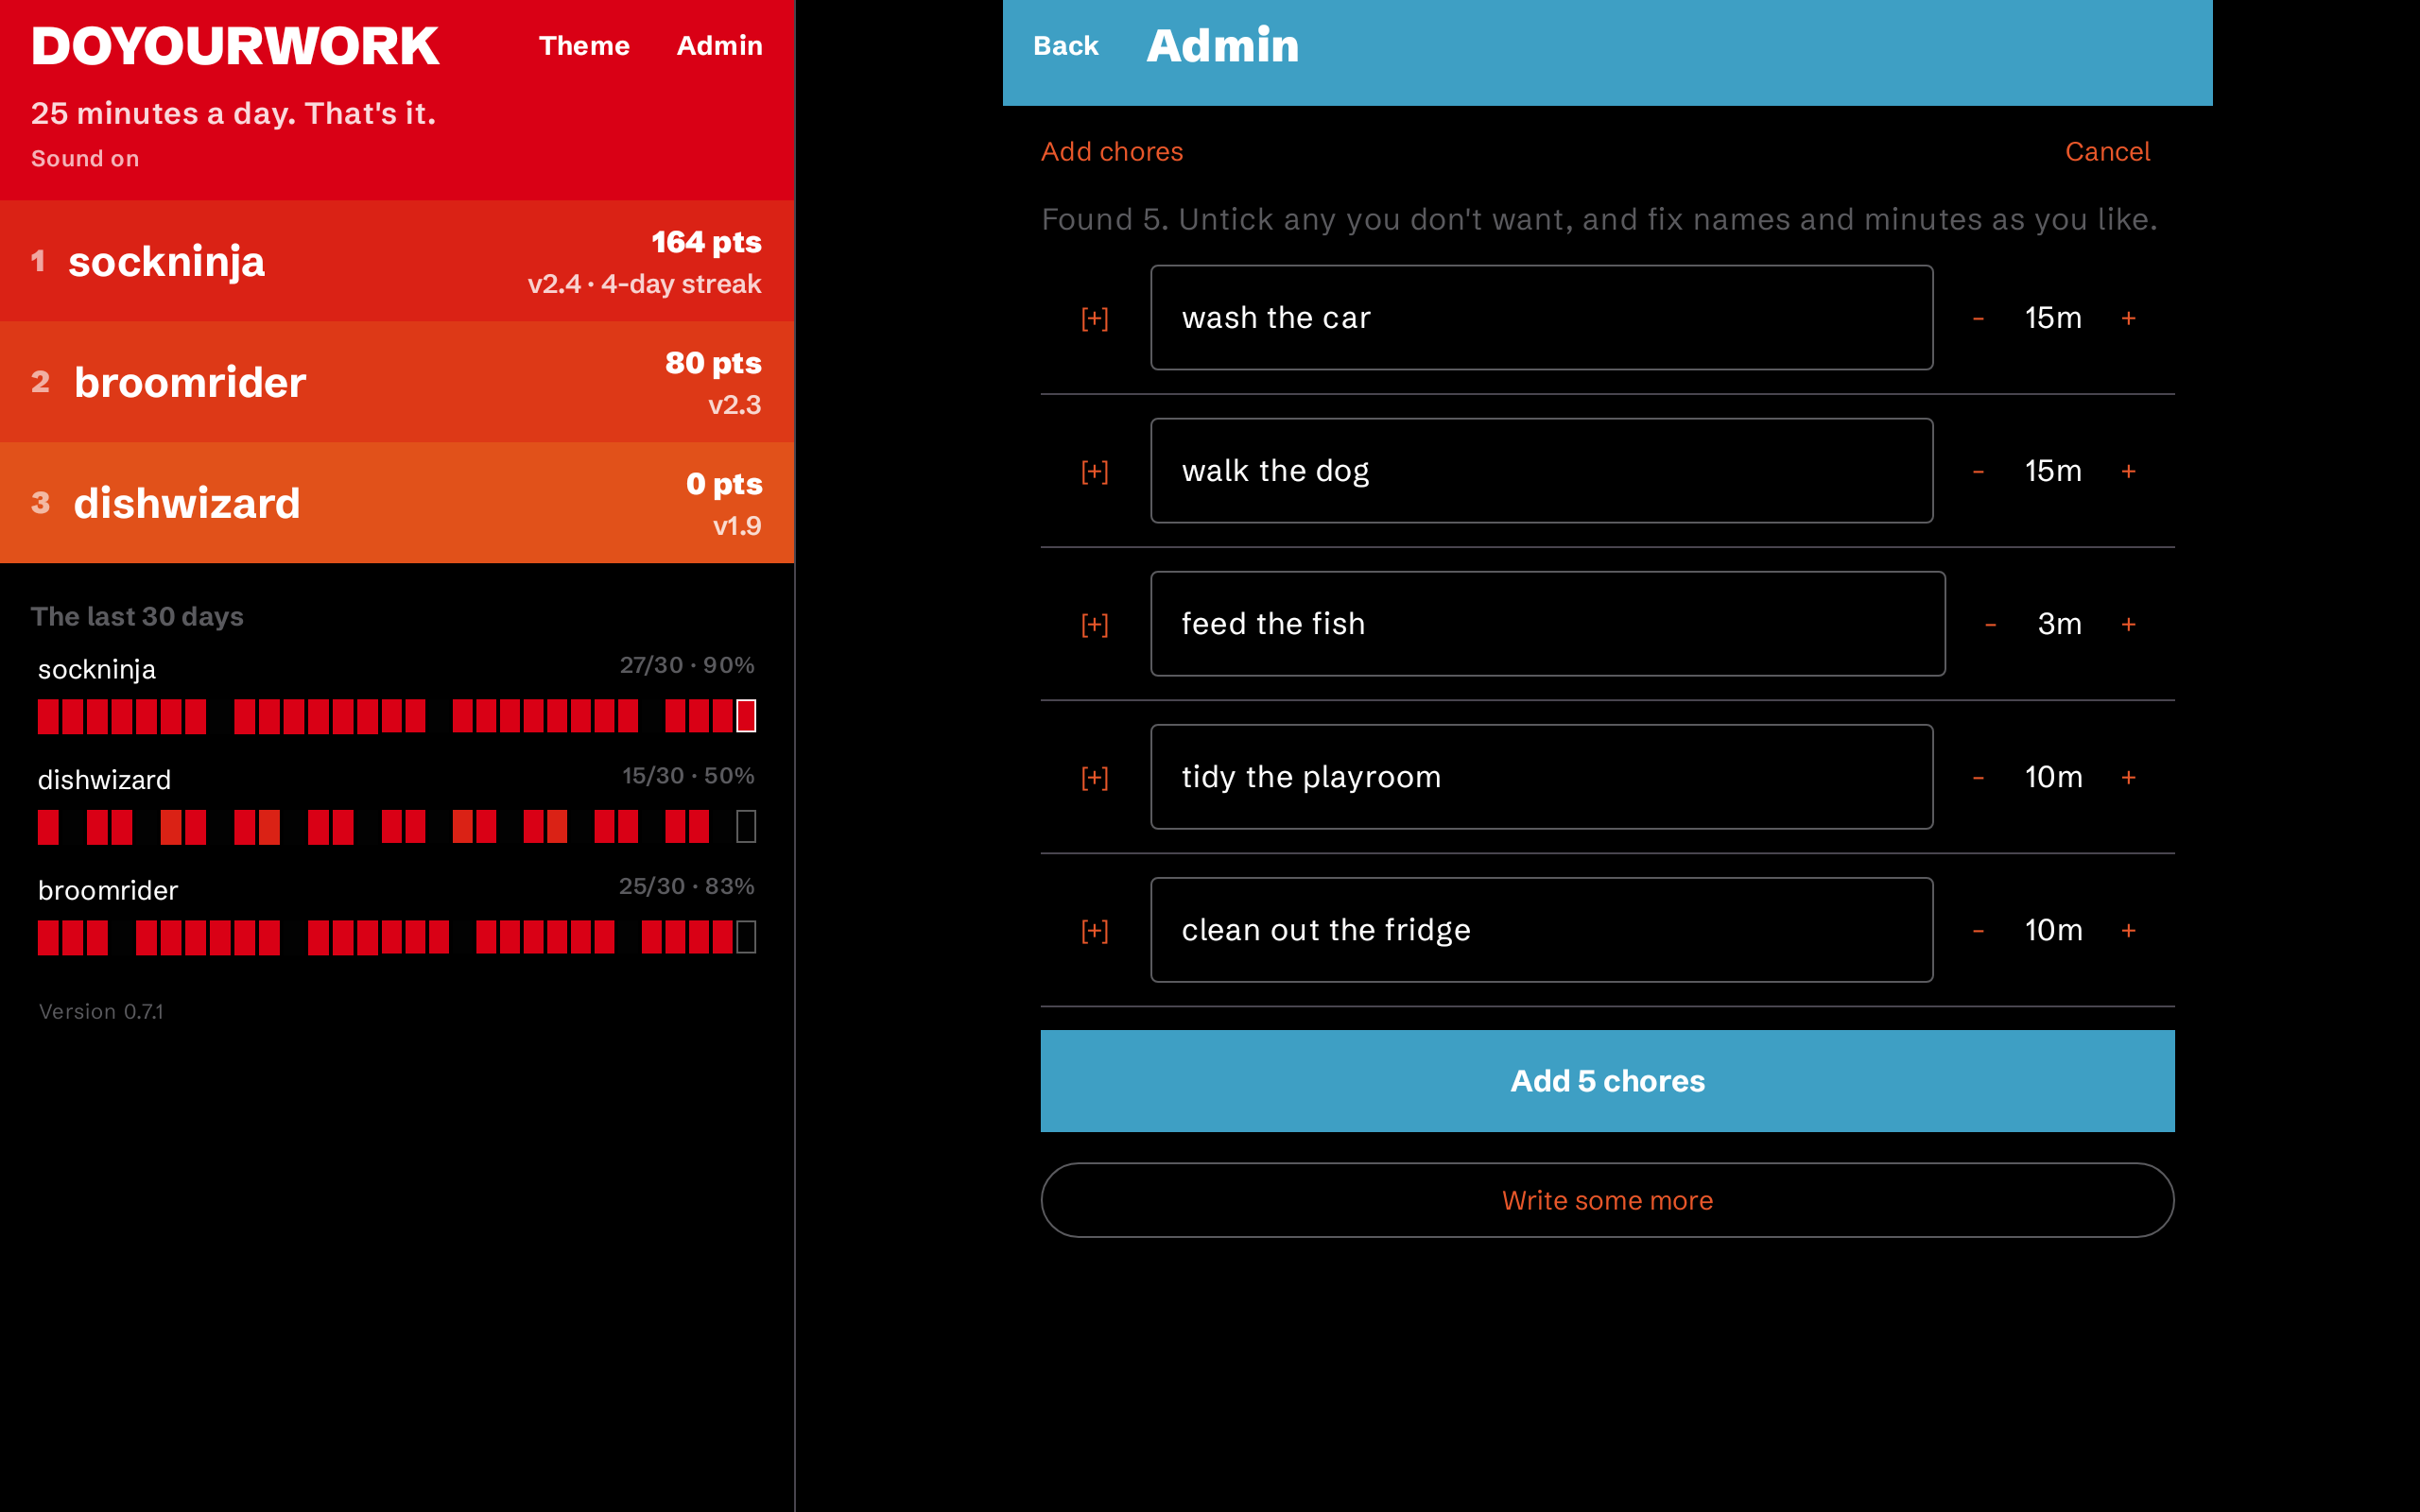 DOYOURWORK
Theme
Admin
25 minutes a day. That's it.
Sound on
1 sockninja 164 pts
v2.4 · 4-day streak
2 broomrider 80 pts
v2.3
3 dishwizard 0 pts
v1.9
The last 30 days
sockninja 27/30 · 90%
dishwizard 15/30 · 50%
broomrider 25/30 · 83%
Version 0.7.1
Back Admin
Add chores Cancel
Found 5. Untick any you don't want, and fix names and minutes as you like.
[+] wash the car - 15m +
[+] walk the dog - 15m +
[+] feed the fish - 3m +
[+] tidy the playroom - 10m +
[+] clean out the fridge - 10m +
Add 5 chores
Write some more